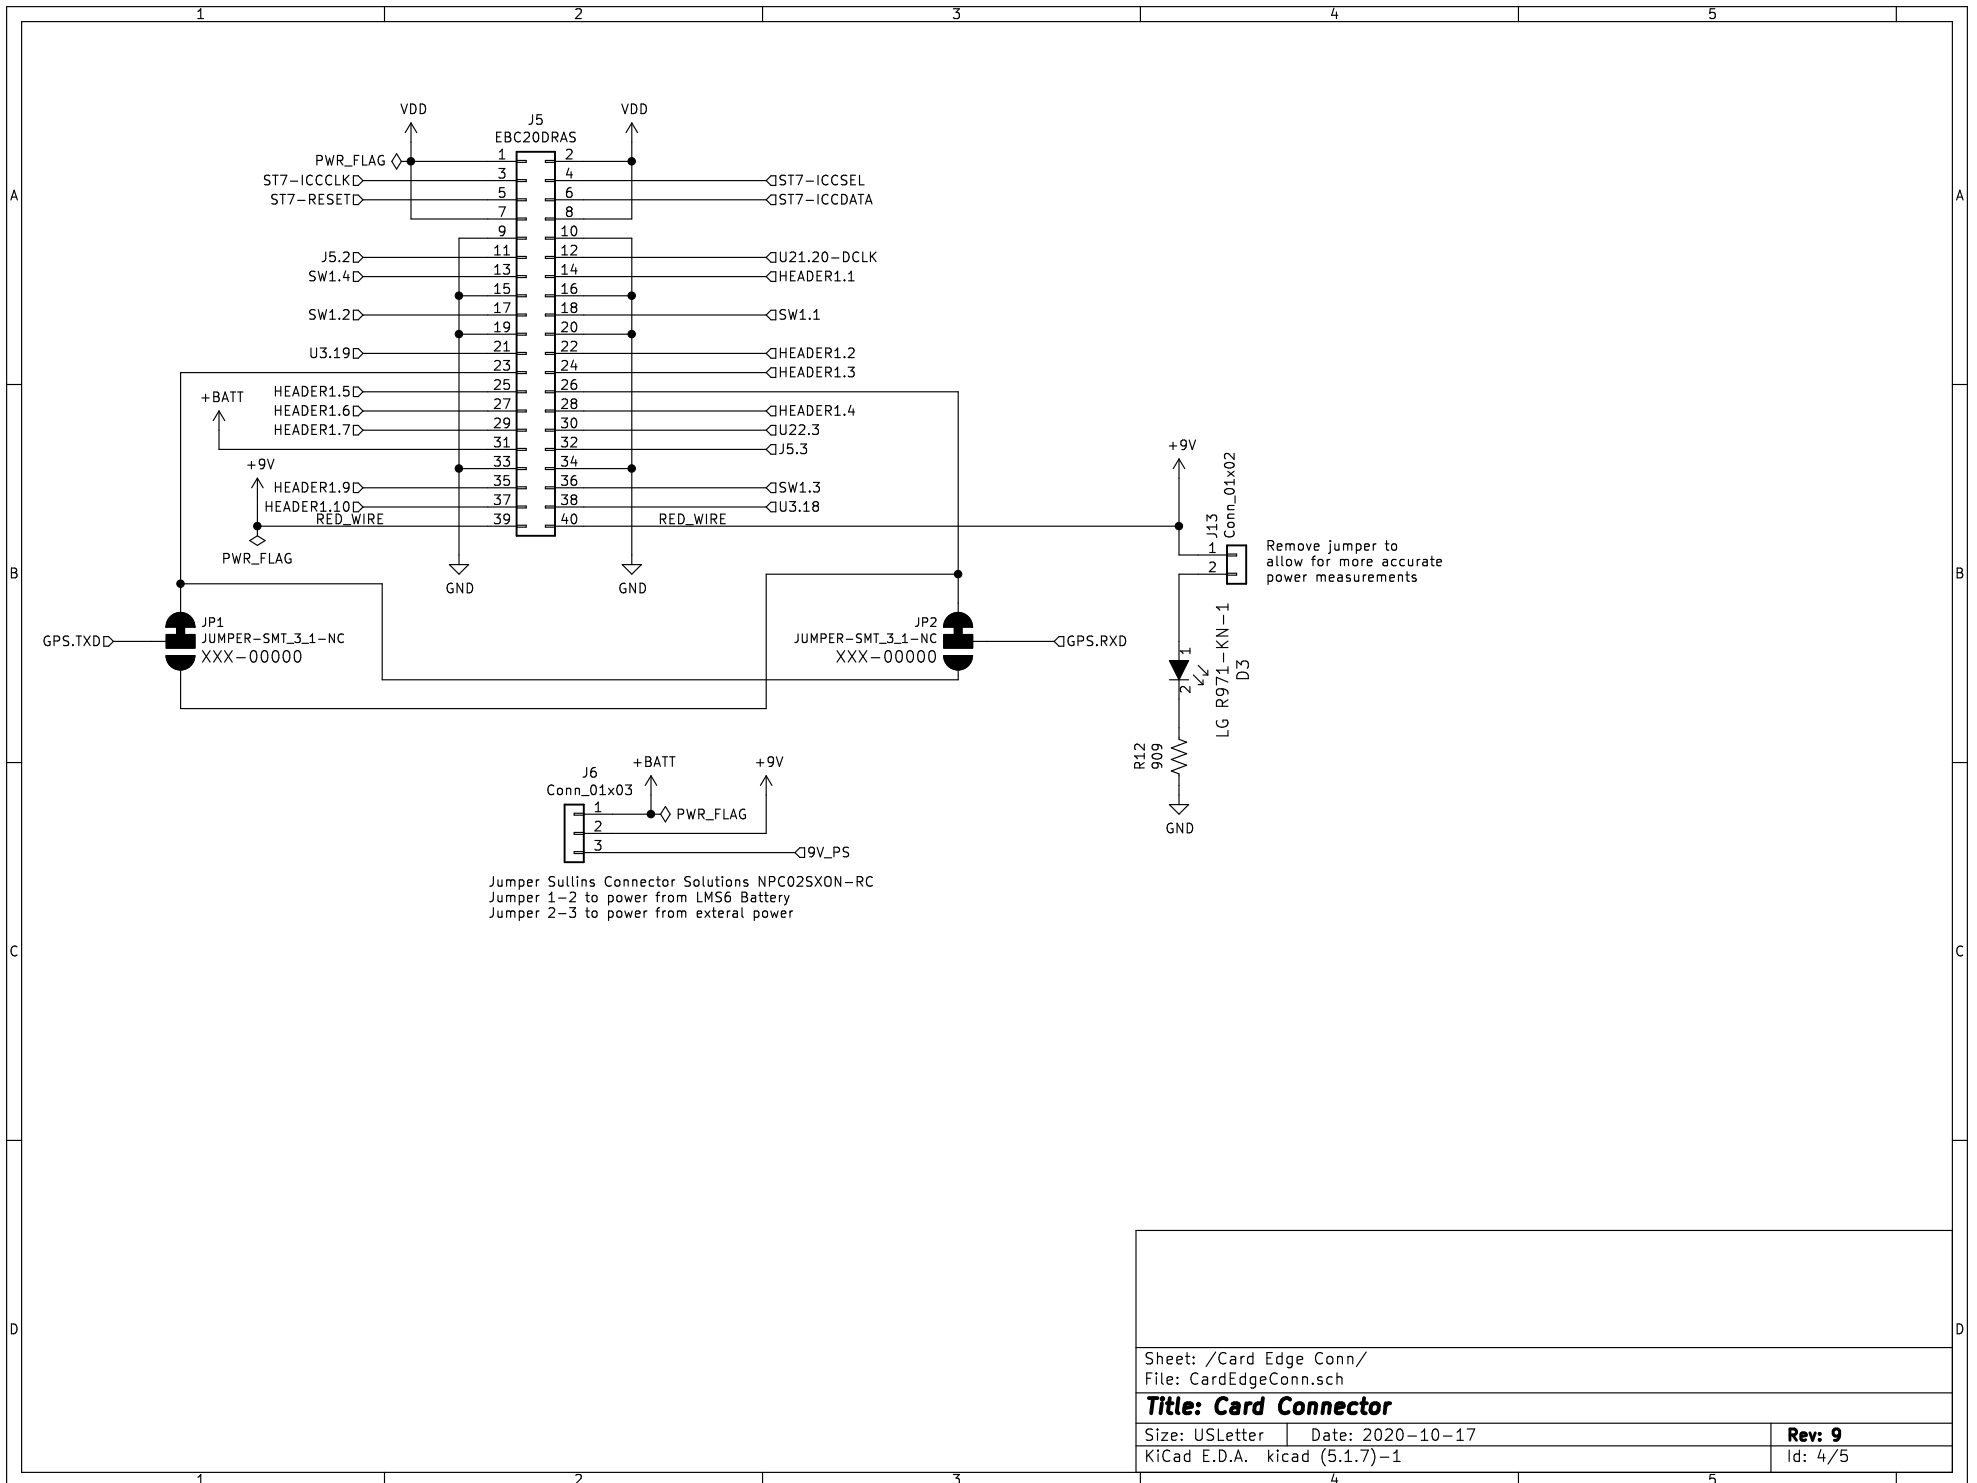 1 2 3 4 5
A A
B B
C C
D D
VDD VDD
J5
EBC20DRAS
PWR_FLAG 1 2
ST7-ICCCLK 3 4 ST7-ICCSEL
ST7-RESET 5 6 ST7-ICCDATA
7 8
9 10
J5.2 11 12 U21.20-DCLK
SW1.4 13 14 HEADER1.1
15 16
SW1.2 17 18 SW1.1
19 20
U3.19 21 22 HEADER1.2
23 24 HEADER1.3
HEADER1.5 25 26
+BATT
HEADER1.6 27 28 HEADER1.4
HEADER1.7 29 30 U22.3
31 32 J5.3
33 34
+9V
HEADER1.9 35 36 SW1.3
HEADER1.10 37 38 U3.18
RED_WIRE 39 40 RED_WIRE
PWR_FLAG
GND GND
+9V
J13
Conn_01x02
1
2
Remove jumper to
allow for more accurate
power measurements
GPS.TXD
JP1
JUMPER-SMT_3_1-NC
XXX-00000
JP2
JUMPER-SMT_3_1-NC
XXX-00000
GPS.RXD
1
2
LG R971-KN-1
D3
R12
909
GND
J6
Conn_01x03
+BATT
+9V
1
PWR_FLAG
2
3
9V_PS
Jumper Sullins Connector Solutions NPC02SXON-RC
Jumper 1-2 to power from LMS6 Battery
Jumper 2-3 to power from exteral power
Sheet: /Card Edge Conn/
File: CardEdgeConn.sch
Title: Card Connector
Size: USLetter Date: 2020-10-17 Rev: 9
KiCad E.D.A. kicad (5.1.7)-1 Id: 4/5
1 2 3 4 5